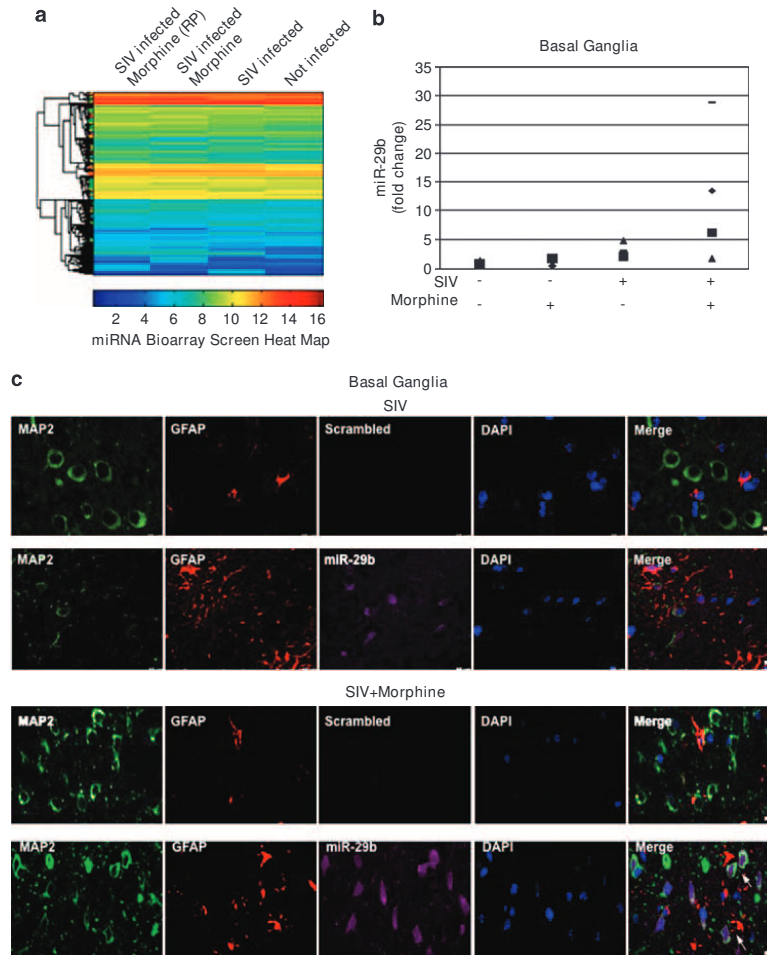 a
SIV infected
Morphine (RP)
SIV infected
Morphine
SIV infected
Not infected
2 4 6 8 10 12 14 16
miRNA Bioarray Screen Heat Map
b
Basal Ganglia
miR-29b
(fold change)
35
30
25
20
15
10
5
0
SIV - - + +
Morphine - + - +
c
Basal Ganglia
SIV
MAP2 GFAP Scrambled DAPI Merge
MAP2 GFAP miR-29b DAPI Merge
SIV+Morphine
MAP2 GFAP Scrambled DAPI Merge
MAP2 GFAP miR-29b DAPI Merge